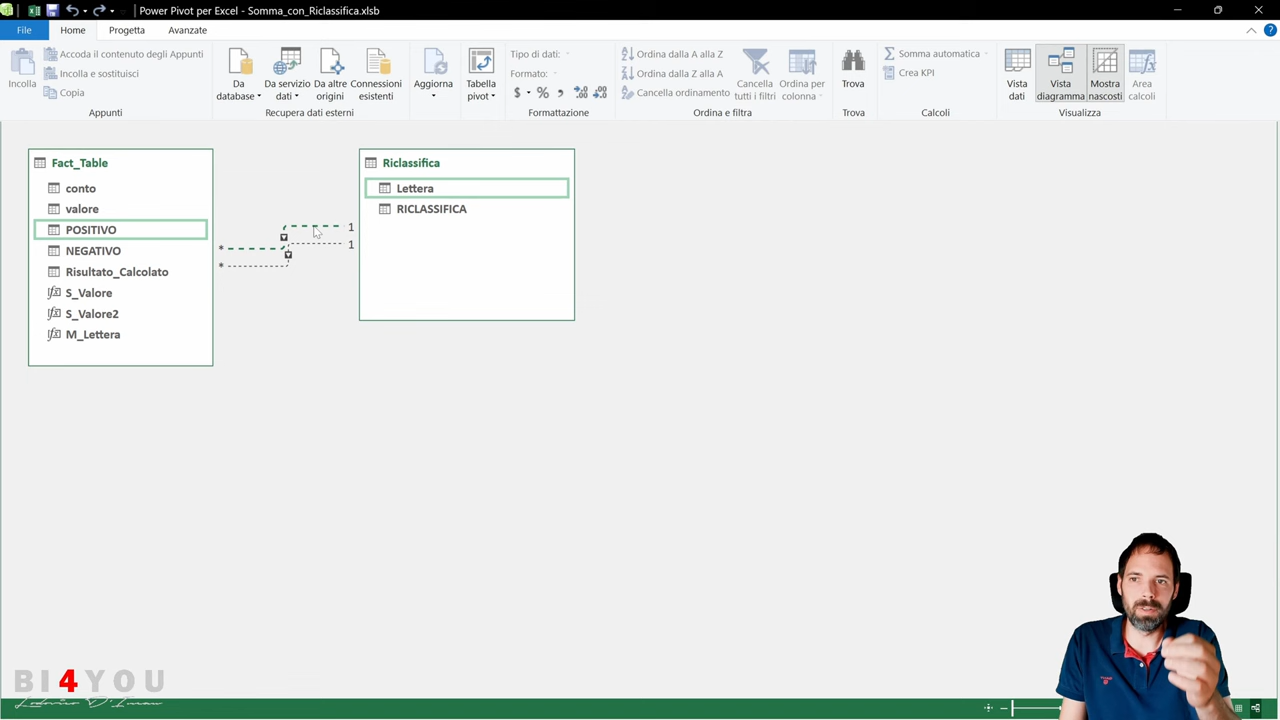 Power Pivot per Excel - Somma_con_Riclassifica.xlsb
File
Home
Progetta
Avanzate
Incolla
Accoda il contenuto degli Appunti
Incolla e sostituisci
Copia
Appunti
Da database
Da servizio dati
Da altre origini
Connessioni esistenti
Recupera dati esterni
Aggiorna
Tabella pivot
Tipo di dati:
Formato:
$ % ,
Formattazione
Ordina dalla A alla Z
Ordina dalla Z alla A
Cancella ordinamento
Cancella tutti i filtri
Ordina per colonna
Ordina e filtra
Trova
Trova
Somma automatica
Crea KPI
Calcoli
Vista dati
Vista diagramma
Mostra nascosti
Area calcoli
Visualizza
Fact_Table
conto
valore
POSITIVO
NEGATIVO
Risultato_Calcolato
S_Valore
S_Valore2
M_Lettera
* 1
* 1
Riclassifica
Lettera
RICLASSIFICA
BI4YOU